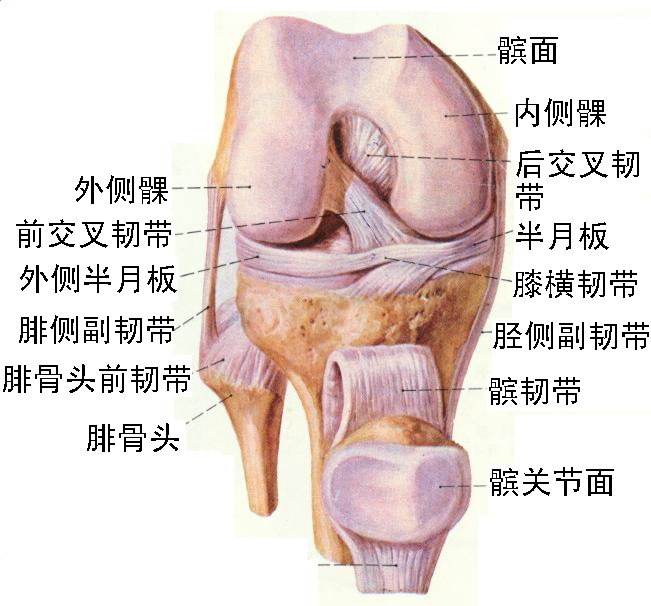 髌面
内侧髁
后交叉韧
带
外侧髁
前交叉韧带
半月板
外侧半月板
膝横韧带
腓侧副韧带
胫侧副韧带
腓骨头前韧带
髌韧带
腓骨头
髌关节面